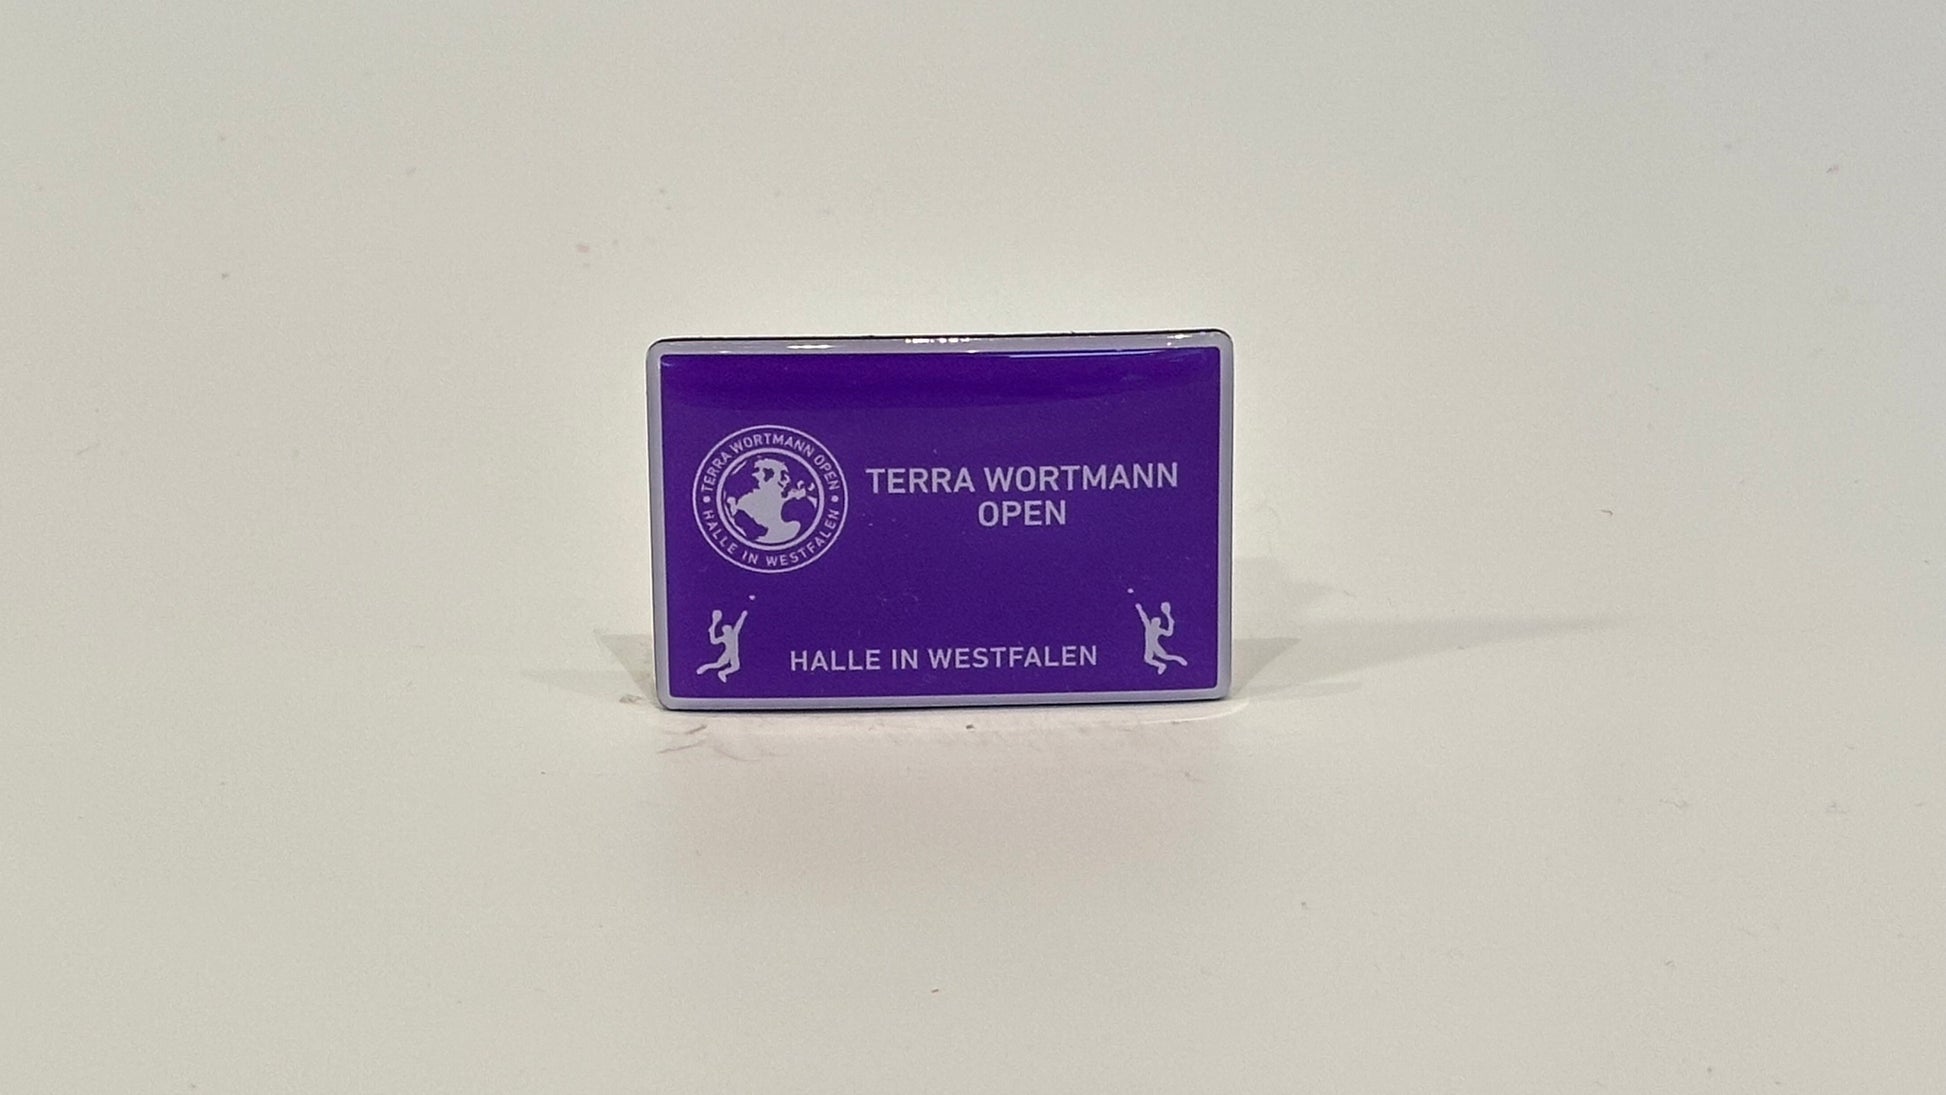 • TERRA WORTMANN OPEN •
HALLE IN WESTFALEN
TERRA WORTMANN
OPEN
HALLE IN WESTFALEN